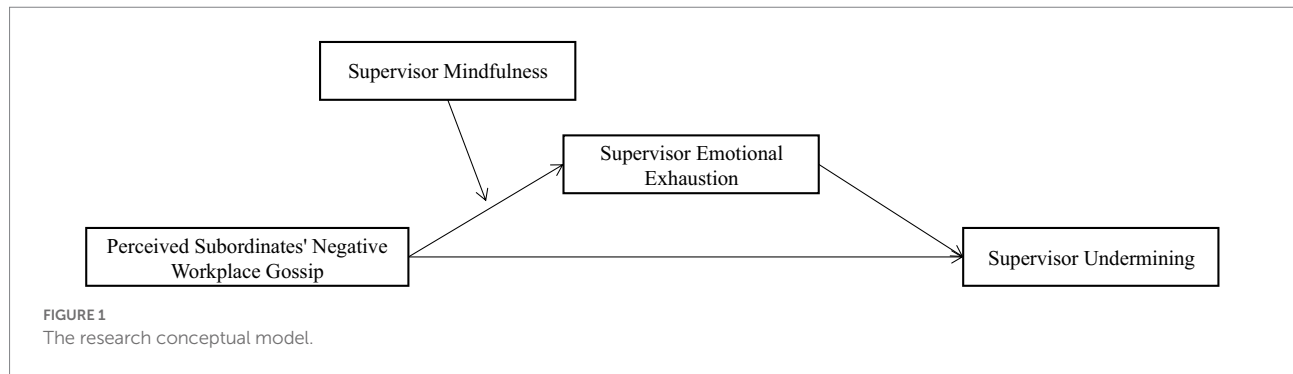 Supervisor Mindfulness
Supervisor Emotional
Exhaustion
Perceived Subordinates' Negative
Workplace Gossip
Supervisor Undermining
FIGURE 1
The research conceptual model.